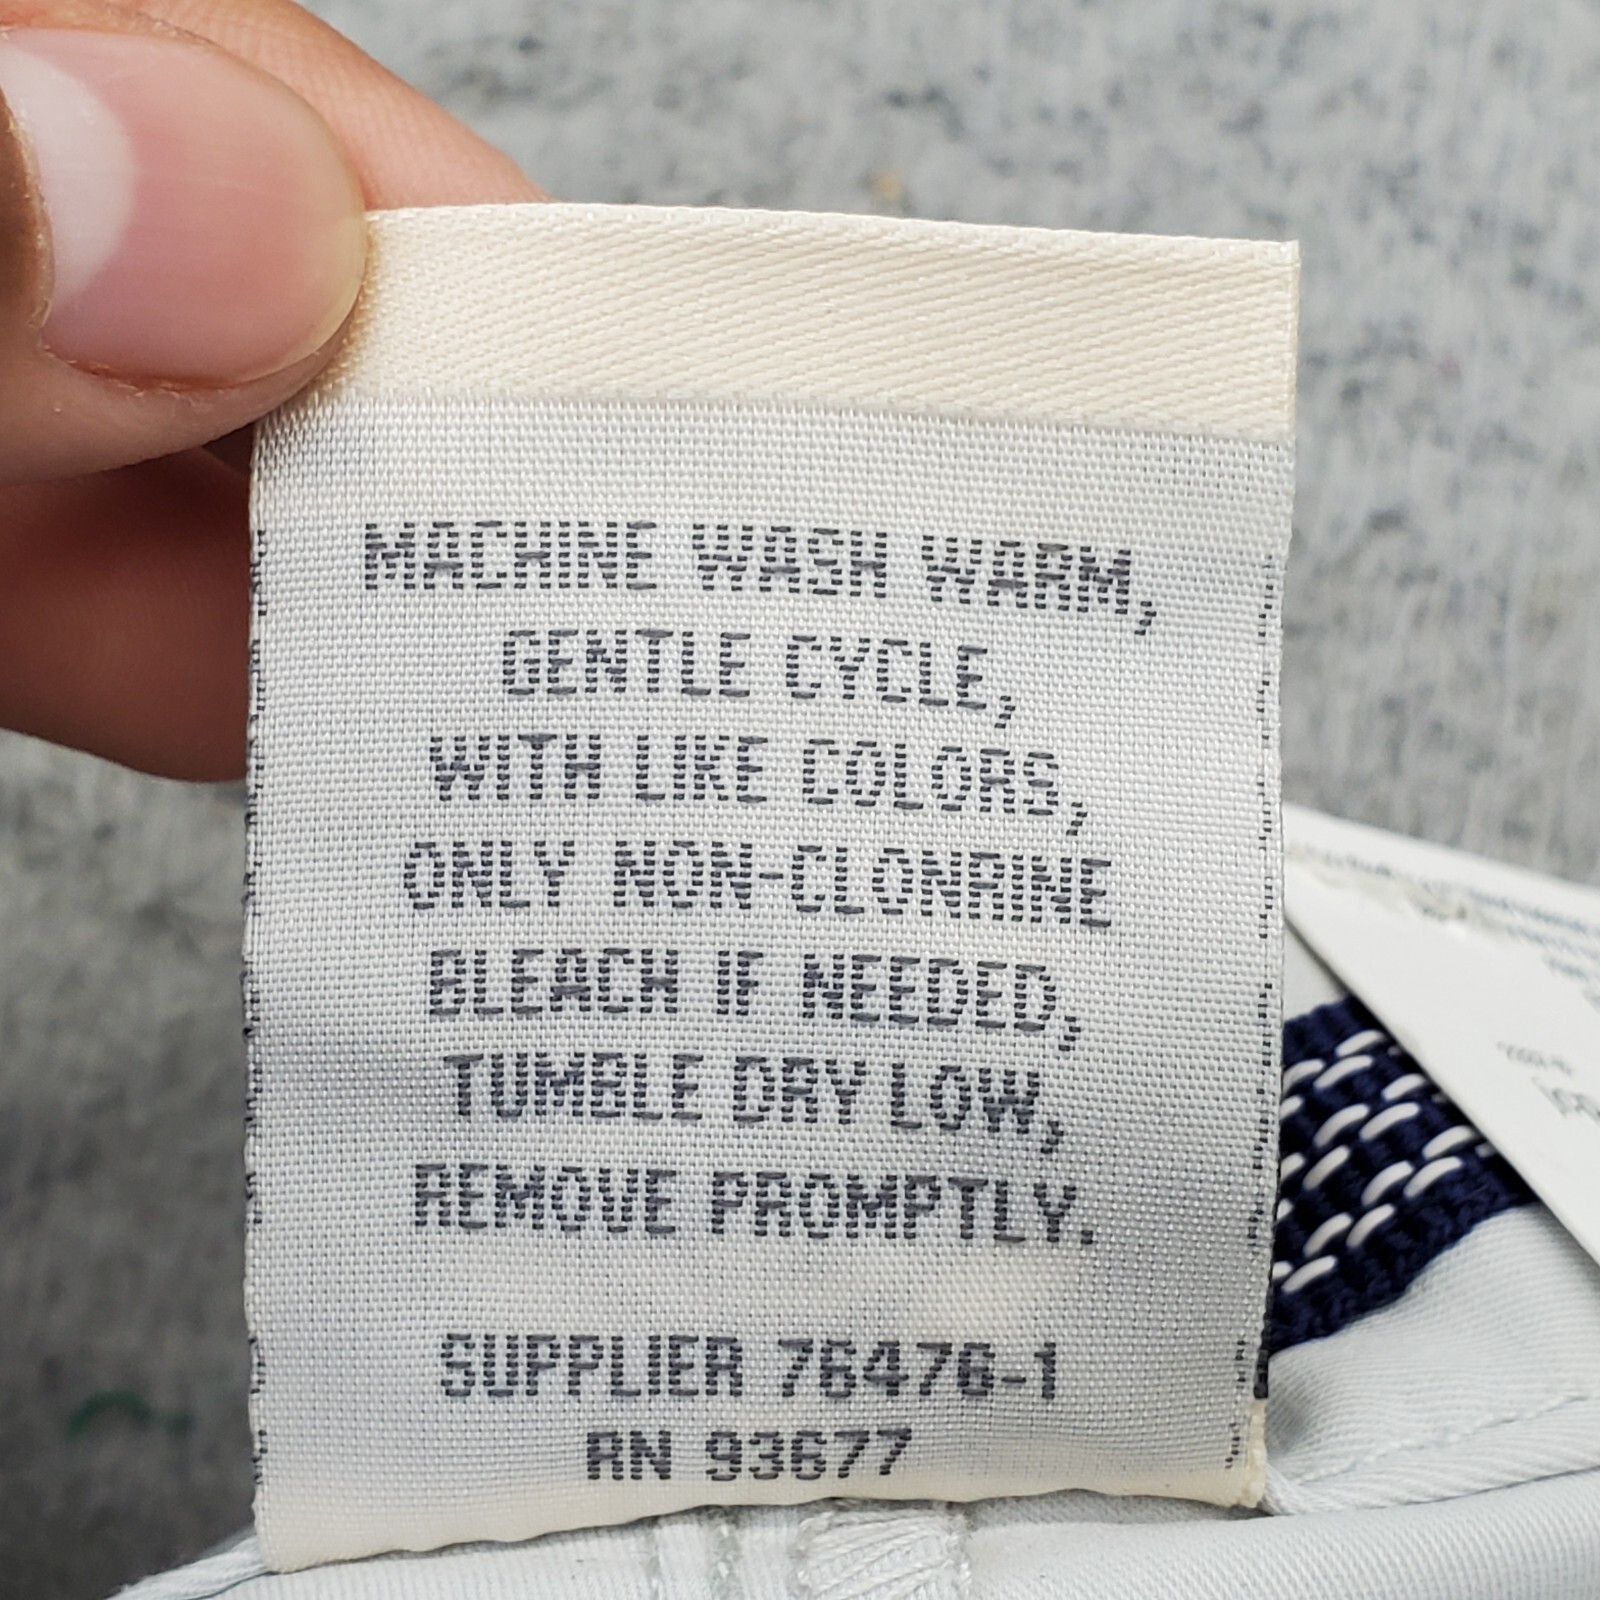 MACHINE WASH WARM,
GENTLE CYCLE,
WITH LIKE COLORS,
ONLY NON-CLONRINE
BLEACH IF NEEDED,
TUMBLE DRY LOW,
REMOVE PROMPTLY.
SUPPLIER 76476-1
RN 93677